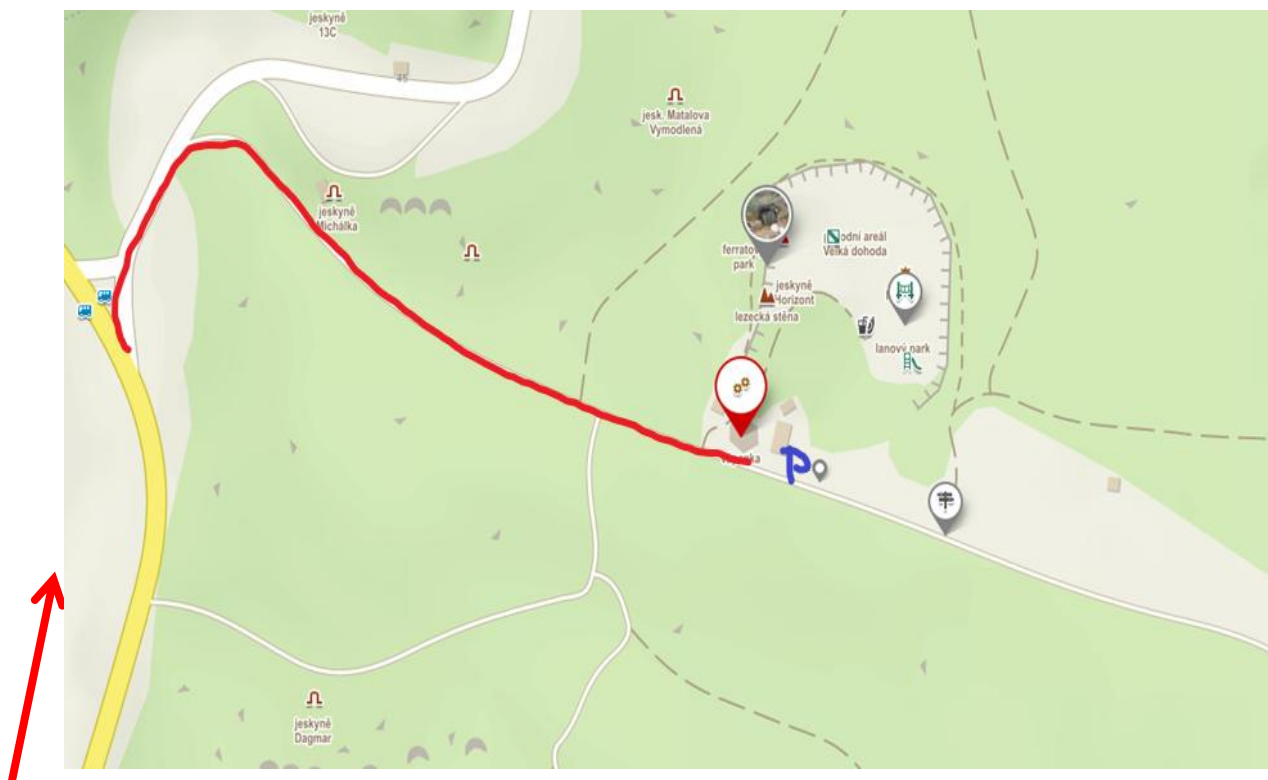 jeskyně
13C
45
jesk. Matalova
Vymodlená
jeskyně
Michálka
ferratový
park
odní areál
Velká dohoda
jeskyně
Horizont
lezecká stěna
lanový park
P
jeskyně
Dagmar